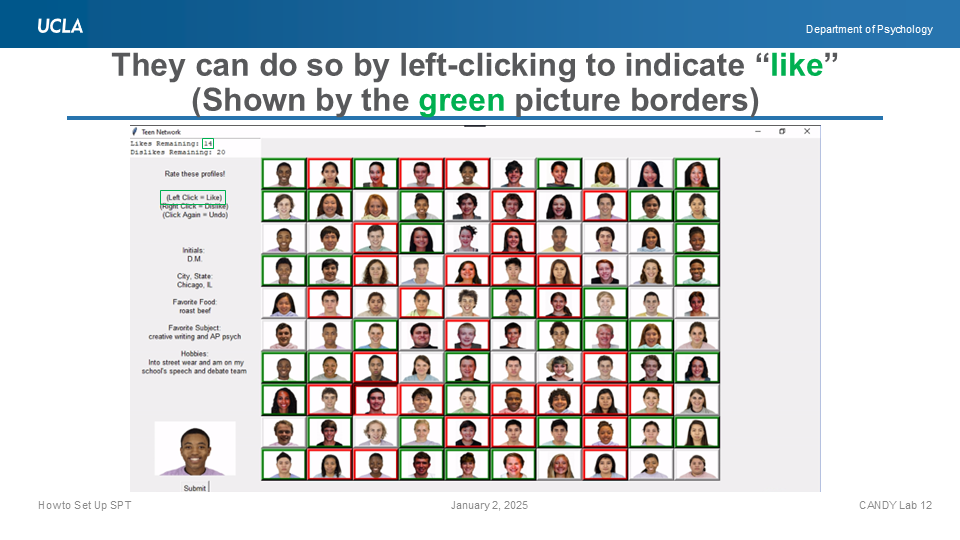 UCLA
Department of Psychology
They can do so by left-clicking to indicate “like”
(Shown by the green picture borders)
Teen Network
Likes Remaining: 14
Dislikes Remaining: 20
Rate these profiles!
(Left Click = Like)
(Right Click = Dislike)
(Click Again = Undo)
Initials:
D.M.
City, State:
Chicago, IL
Favorite Food:
roast beef
Favorite Subject:
creative writing and AP psych
Hobbies:
Into street wear and am on my
school's speech and debate team
Submit
Howto Set Up SPT
January 2, 2025
CANDY Lab 12